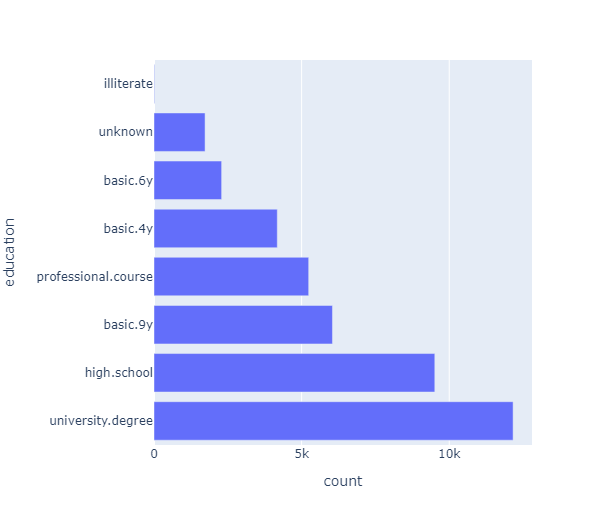 illiterate
unknown
basic.6y
basic.4y
professional.course
basic.9y
high.school
university.degree
education
0 5k 10k
count